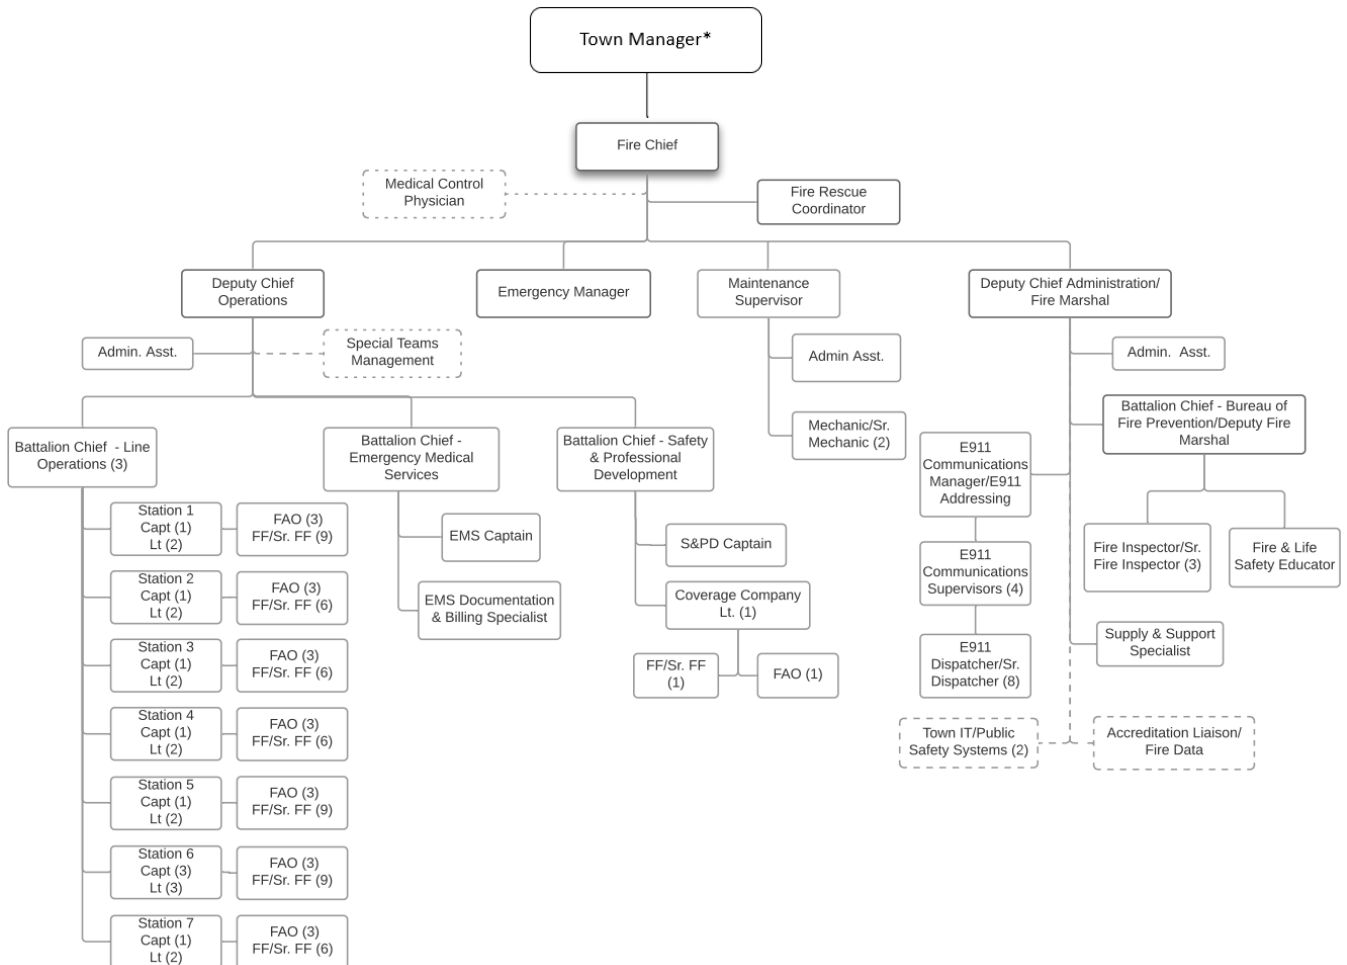 Town Manager*
Fire Chief
Medical Control
Physician
Fire Rescue
Coordinator
Deputy Chief
Operations
Emergency Manager
Maintenance
Supervisor
Deputy Chief Administration/
Fire Marshal
Admin. Asst.
Special Teams
Management
Admin Asst.
Admin.  Asst.
Mechanic/Sr.
Mechanic (2)
Battalion Chief - Bureau of
Fire Prevention/Deputy Fire
Marshal
Battalion Chief  - Line
Operations (3)
Battalion Chief -
Emergency Medical
Services
Battalion Chief - Safety
& Professional
Development
E911
Communications
Manager/E911
Addressing
Station 1
Capt (1)
Lt (2)
FAO (3)
FF/Sr. FF (9)
EMS Captain
S&PD Captain
Fire Inspector/Sr.
Fire Inspector (3)
Fire & Life
Safety Educator
E911
Communications
Supervisors (4)
Station 2
Capt (1)
Lt (2)
FAO (3)
FF/Sr. FF (6)
EMS Documentation
& Billing Specialist
Coverage Company
Lt. (1)
Station 3
Capt (1)
Lt (2)
FAO (3)
FF/Sr. FF (6)
FF/Sr. FF
(1)
FAO (1)
E911
Dispatcher/Sr.
Dispatcher (8)
Supply & Support
Specialist
Station 4
Capt (1)
Lt (2)
FAO (3)
FF/Sr. FF (6)
Town IT/Public
Safety Systems (2)
Accreditation Liaison/
Fire Data
Station 5
Capt (1)
Lt (2)
FAO (3)
FF/Sr. FF (9)
Station 6
Capt (3)
Lt (3)
FAO (3)
FF/Sr. FF (9)
Station 7
Capt (1)
Lt (2)
FAO (3)
FF/Sr. FF (6)